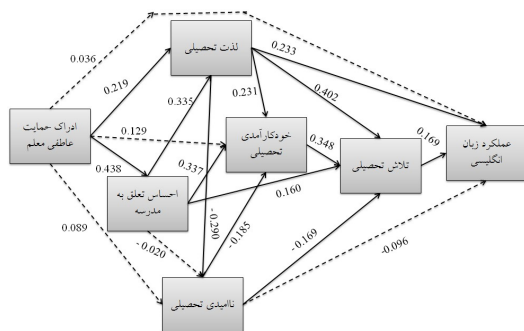 0.036
لذت تحصیلی
0.233
0.219
0.402
0.335
0.231
ادراک حمایت
عاطفی معلم
0.129
خودکارآمدی
تحصیلی
0.348
عملکرد زبان
انگلیسی
0.169
تلاش تحصیلی
0.438
0.337
احساس تعلق به
مدرسه
0.160
0.089
- 0.020
- 0.290
- 0.185
- 0.169
-0.096
ناامیدی تحصیلی